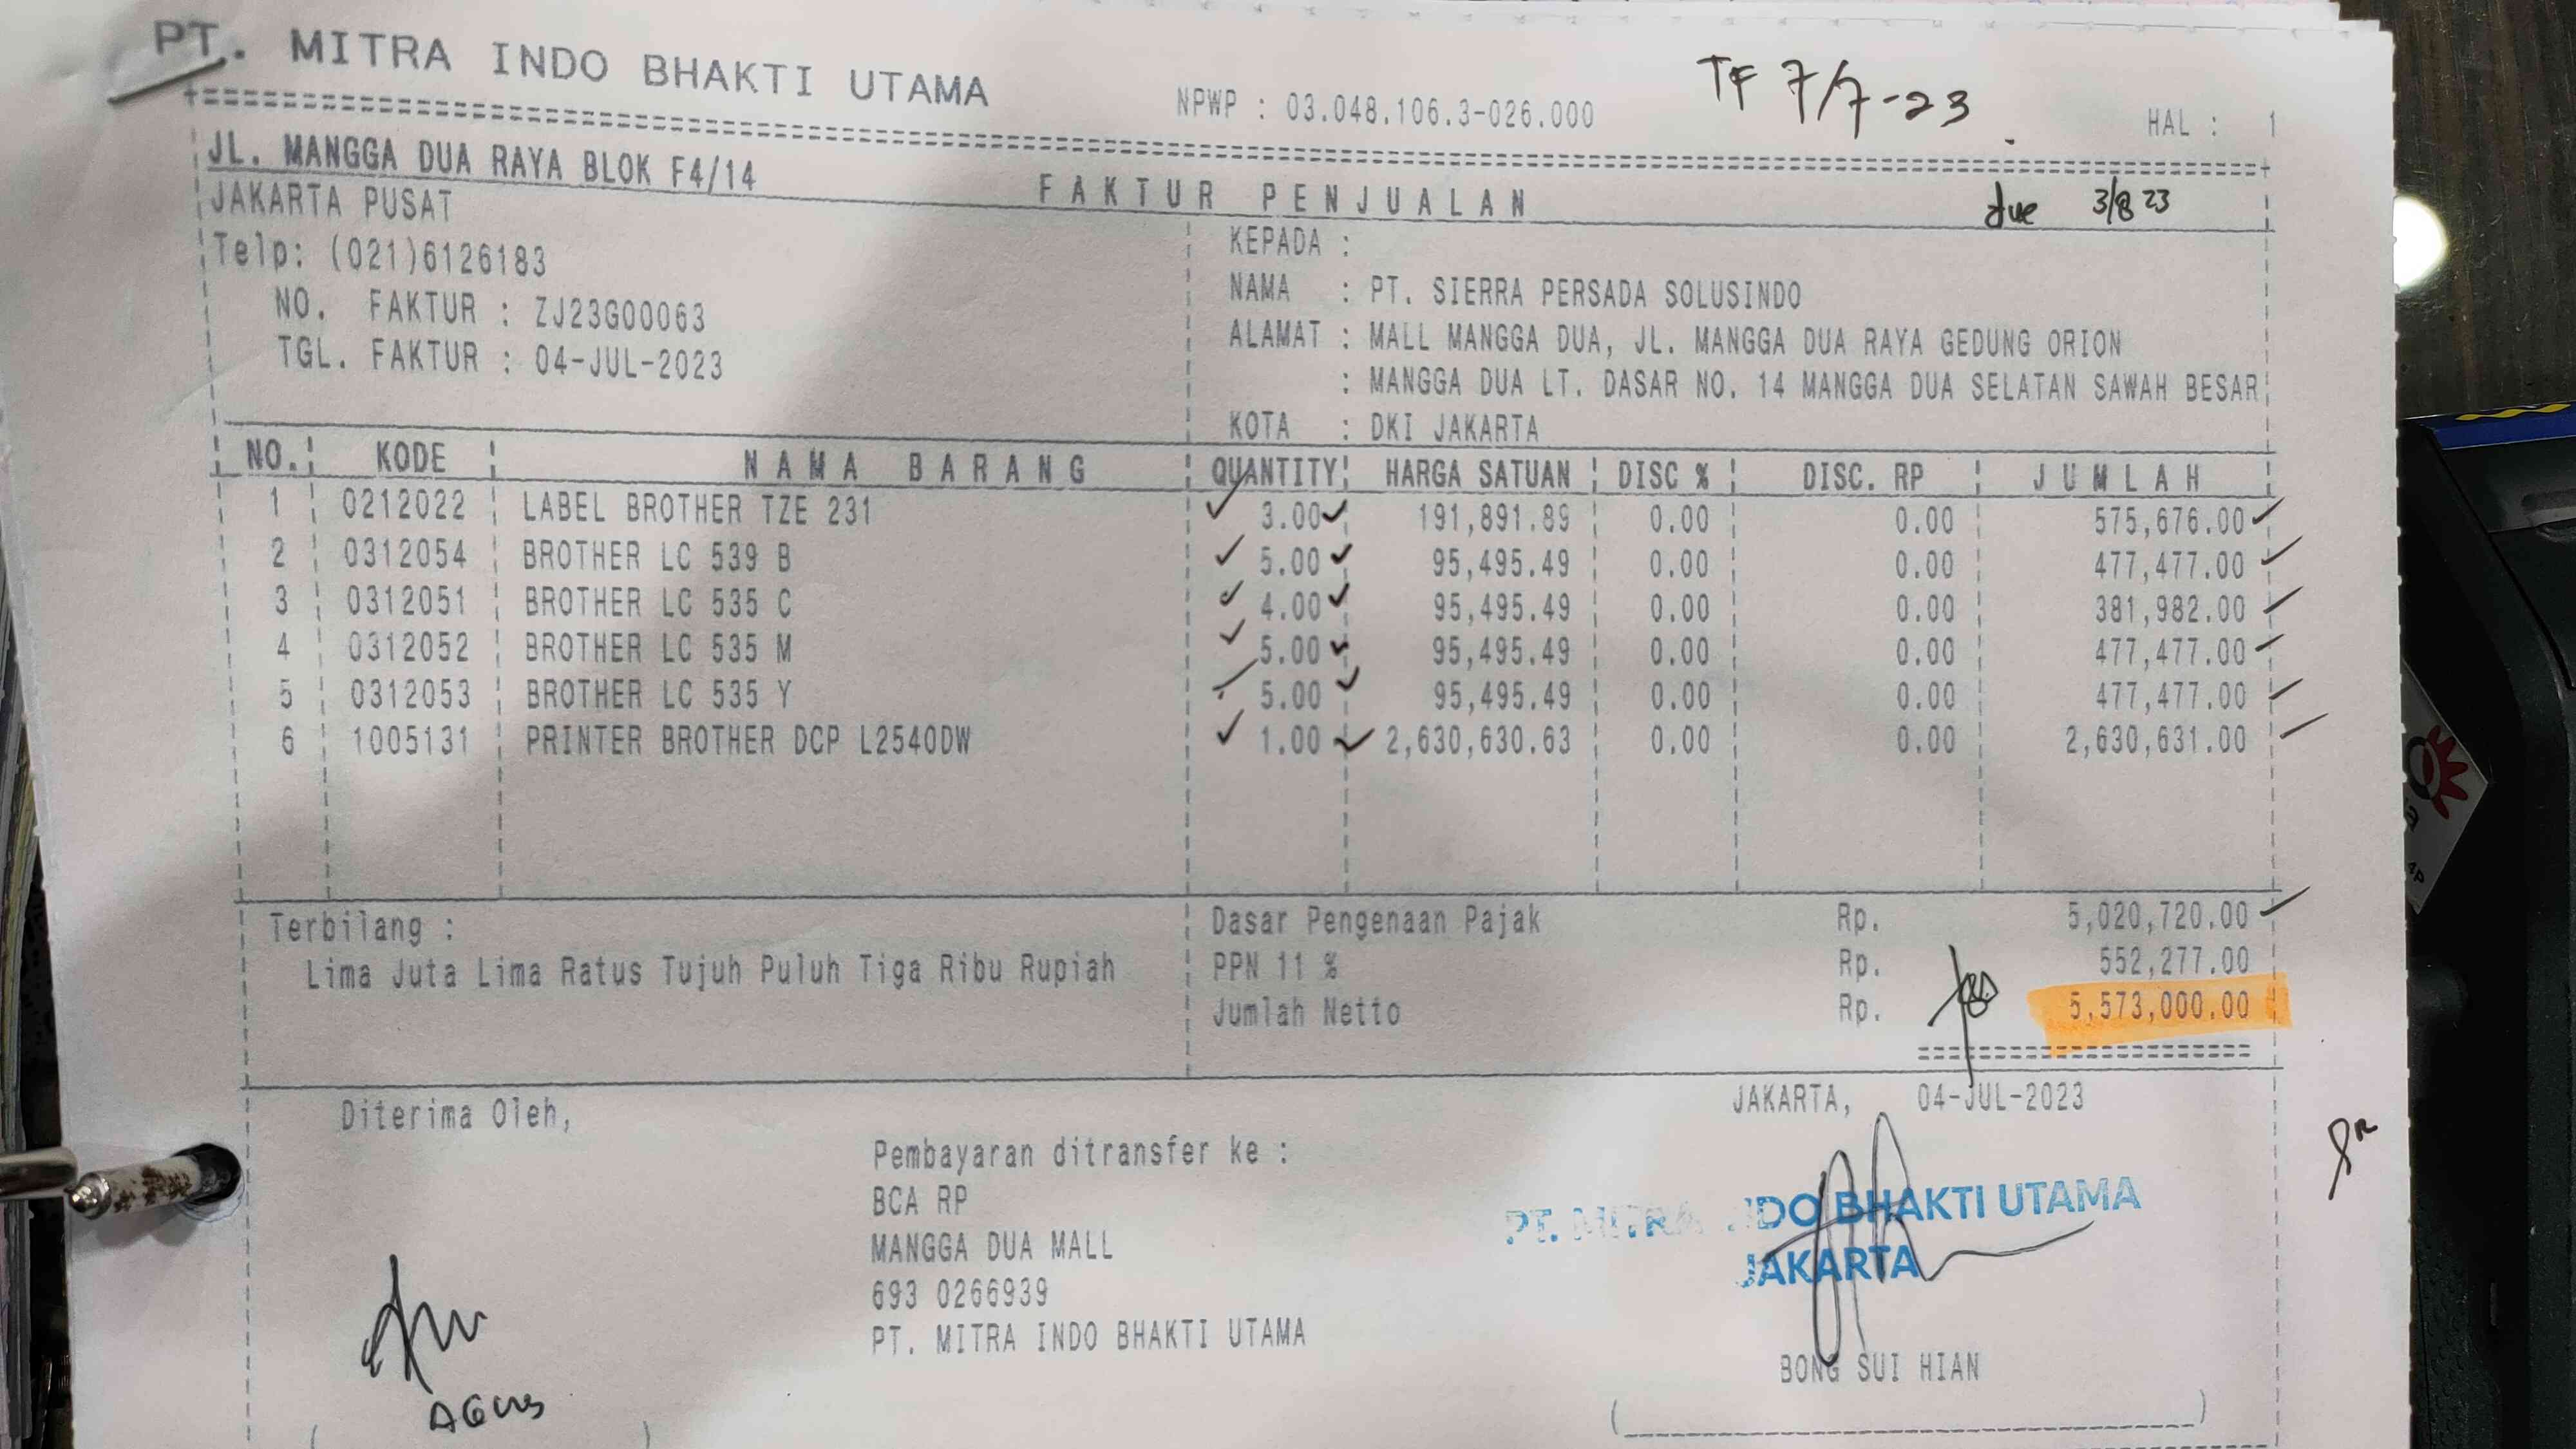 PT. MITRA INDO BHAKTI UTAMA
NPWP : 03.048.106.3-026.000
TF 7/7-23
HAL : 1
JL. MANGGA DUA RAYA BLOK F4/14
JAKARTA PUSAT
Telp: (021)6126183
FAKTUR PENJUALAN
due 3/8 23
NO. FAKTUR : ZJ23G00063
TGL. FAKTUR : 04-JUL-2023
KEPADA :
NAMA : PT. SIERRA PERSADA SOLUSINDO
ALAMAT : MALL MANGGA DUA, JL. MANGGA DUA RAYA GEDUNG ORION
: MANGGA DUA LT. DASAR NO. 14 MANGGA DUA SELATAN SAWAH BESAR
KOTA : DKI JAKARTA
NO. KODE NAMA BARANG QUANTITY HARGA SATUAN DISC % DISC. RP JUMLAH
1 0212022 LABEL BROTHER TZE 231 3.00 191,891.89 0.00 0.00 575,676.00
2 0312054 BROTHER LC 539 B 5.00 95,495.49 0.00 0.00 477,477.00
3 0312051 BROTHER LC 535 C 4.00 95,495.49 0.00 0.00 381,982.00
4 0312052 BROTHER LC 535 M 5.00 95,495.49 0.00 0.00 477,477.00
5 0312053 BROTHER LC 535 Y 5.00 95,495.49 0.00 0.00 477,477.00
6 1005131 PRINTER BROTHER DCP L2540DW 1.00 2,630,630.63 0.00 0.00 2,630,631.00
Terbilang :
Lima Juta Lima Ratus Tujuh Puluh Tiga Ribu Rupiah
Dasar Pengenaan Pajak Rp. 5,020,720.00
PPN 11 % Rp. 552,277.00
Jumlah Netto Rp. 5,573,000.00
JAKARTA, 04-JUL-2023
Diterima Oleh,
Pembayaran ditransfer ke :
BCA RP
MANGGA DUA MALL
693 0266939
PT. MITRA INDO BHAKTI UTAMA
AGUS
PT. MITRA INDO BHAKTI UTAMA
JAKARTA
BONG SUI HIAN